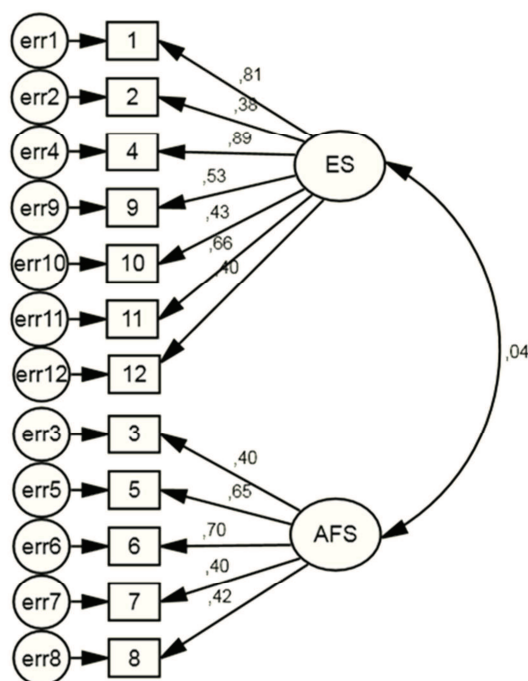 err1 1
,81
err2 2
,38
err4 4
,89
ES
err9 9
,53
,43
err10 10
,66
,40
err11 11
,04
err12 12
err3 3
,40
err5 5
,65
AFS
err6 6
,70
err7 7
,40
,42
err8 8